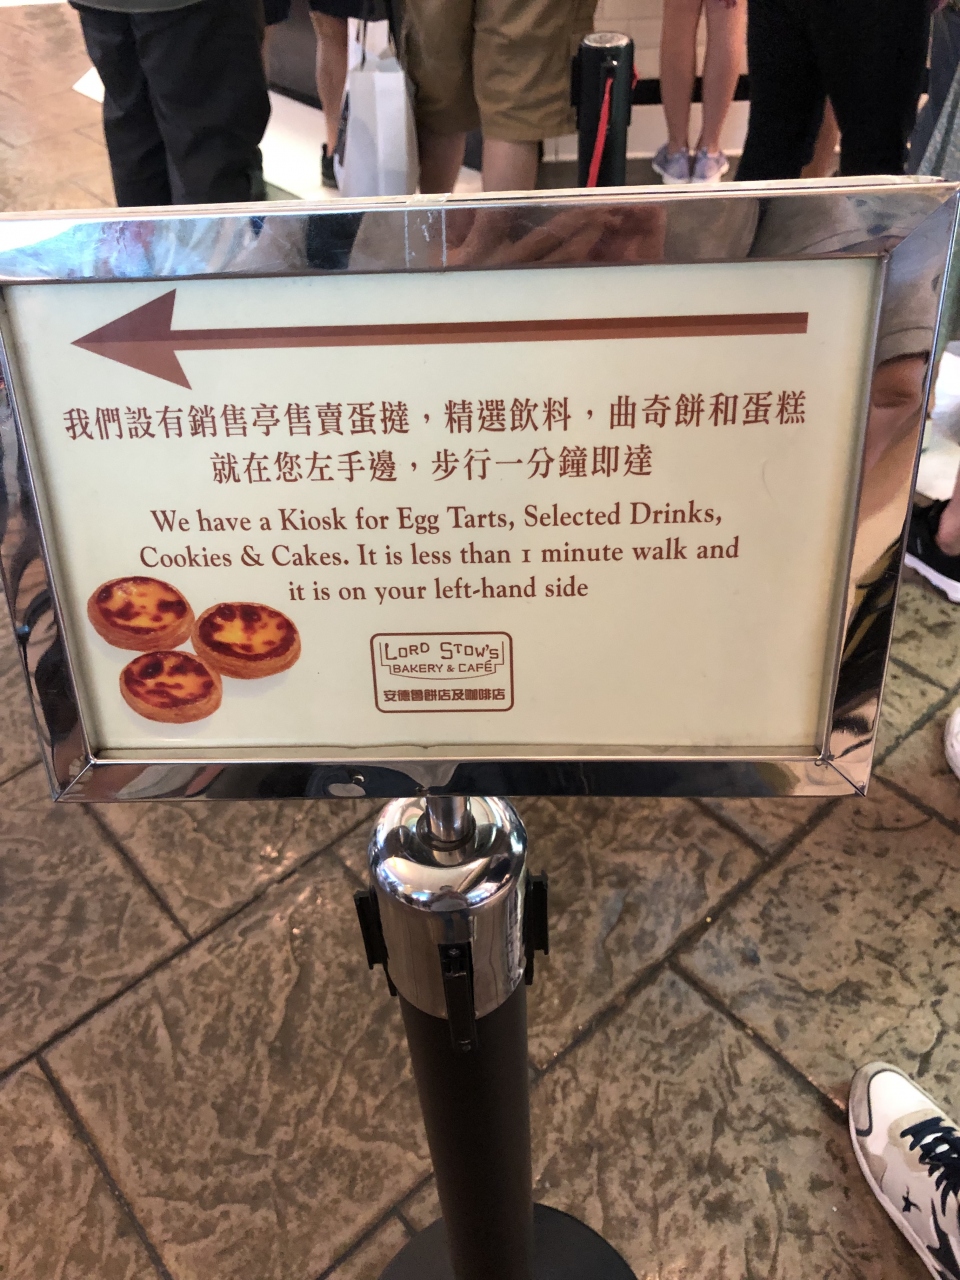 我們設有銷售亭售賣蛋撻，精選飲料，曲奇餅和蛋糕
就在您左手邊，步行一分鐘即達
We have a Kiosk for Egg Tarts, Selected Drinks,
Cookies & Cakes. It is less than 1 minute walk and
it is on your left-hand side
LORD STOW'S
BAKERY & CAFÉ
安德魯餅店及咖啡店